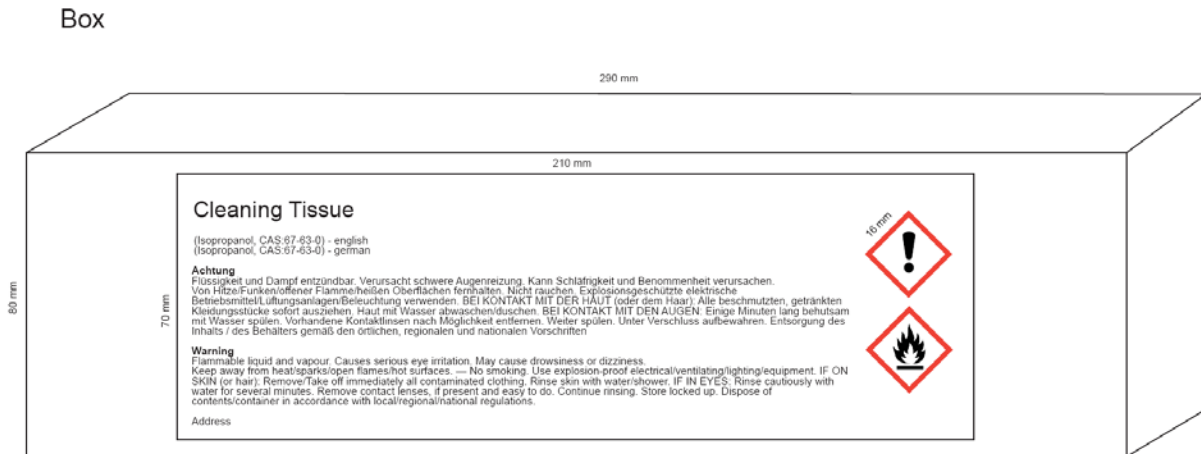 Box
290 mm
210 mm
80 mm
70 mm
Cleaning Tissue
(Isopropanol, CAS:67-63-0) - english
(Isopropanol, CAS:67-63-0) - german
16 mm
Achtung
Flüssigkeit und Dampf entzündbar. Verursacht schwere Augenreizung. Kann Schläfrigkeit und Benommenheit verursachen.
Von Hitze/Funken/offener Flamme/heißen Oberflächen fernhalten. Nicht rauchen. Explosionsgeschützte elektrische
Betriebsmittel/Lüftungsanlagen/Beleuchtung verwenden. BEI KONTAKT MIT DER HAUT (oder dem Haar): Alle beschmutzten, getränkten
Kleidungsstücke sofort ausziehen. Haut mit Wasser abwaschen/duschen. BEI KONTAKT MIT DEN AUGEN: Einige Minuten lang behutsam
mit Wasser spülen. Vorhandene Kontaktlinsen nach Möglichkeit entfernen. Weiter spülen. Unter Verschluss aufbewahren. Entsorgung des
Inhalts / des Behälters gemäß den örtlichen, regionalen und nationalen Vorschriften
Warning
Flammable liquid and vapour. Causes serious eye irritation. May cause drowsiness or dizziness.
Keep away from heat/sparks/open flames/hot surfaces. — No smoking. Use explosion-proof electrical/ventilating/lighting/equipment. IF ON
SKIN (or hair): Remove/Take off immediately all contaminated clothing. Rinse skin with water/shower. IF IN EYES: Rinse cautiously with
water for several minutes. Remove contact lenses, if present and easy to do. Continue rinsing. Store locked up. Dispose of
contents/container in accordance with local/regional/national regulations.
Address